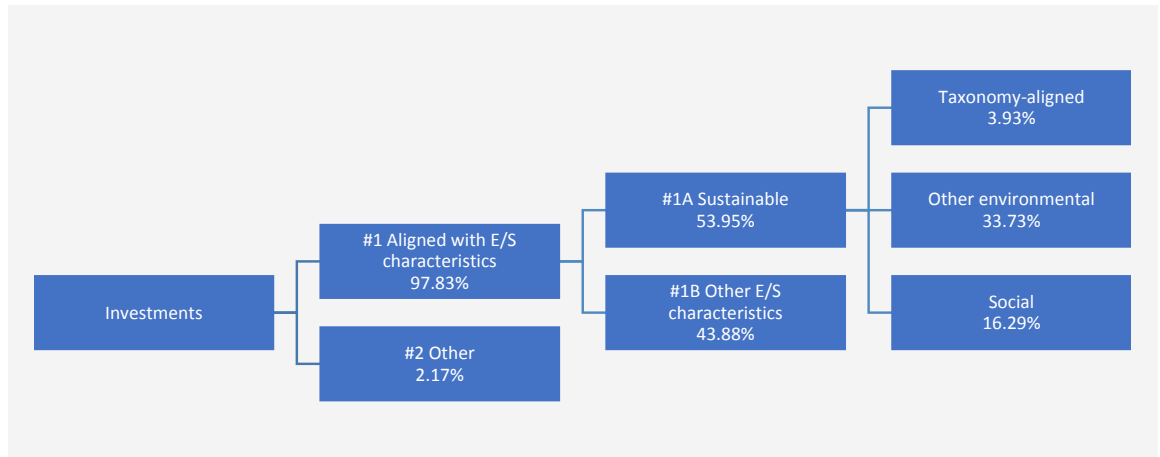 Investments
#1 Aligned with E/S
characteristics
97.83%
#2 Other
2.17%
#1A Sustainable
53.95%
#1B Other E/S
characteristics
43.88%
Taxonomy-aligned
3.93%
Other environmental
33.73%
Social
16.29%